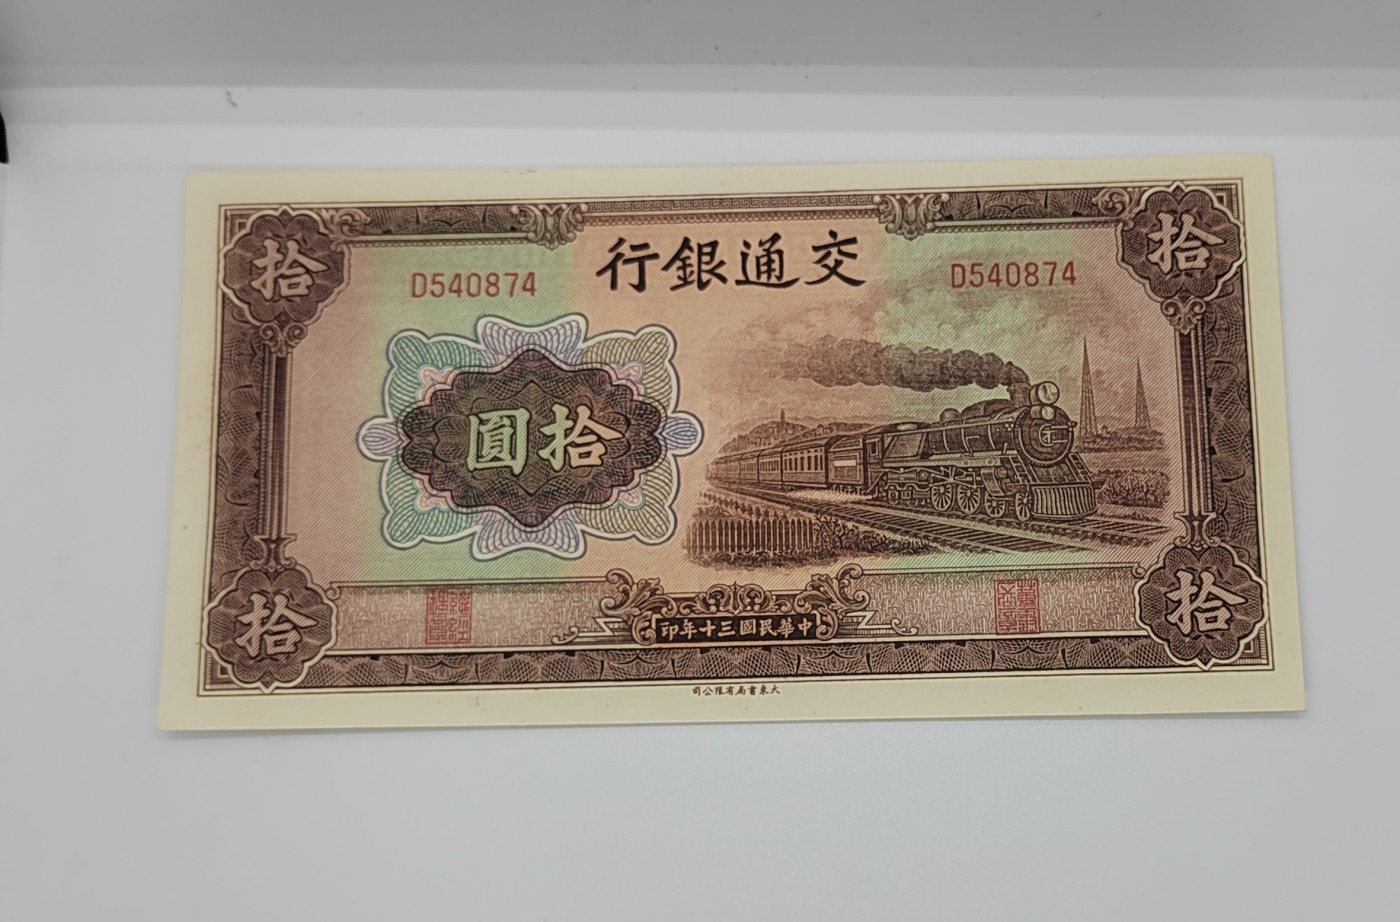 交通銀行
D540874
D540874
拾
拾
拾圓
拾
拾
中華民國三十年印
大東書局有限公司